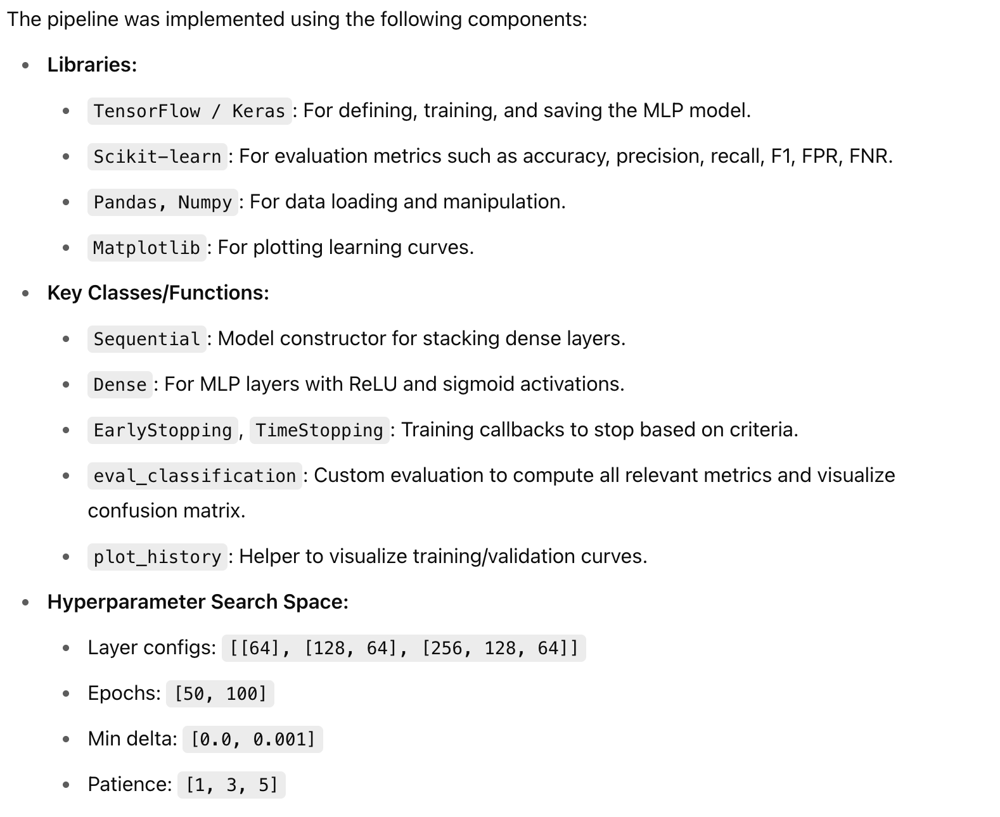 The pipeline was implemented using the following components:
Libraries:
TensorFlow / Keras: For defining, training, and saving the MLP model.
Scikit-learn: For evaluation metrics such as accuracy, precision, recall, F1, FPR, FNR.
Pandas, Numpy: For data loading and manipulation.
Matplotlib: For plotting learning curves.
Key Classes/Functions:
Sequential: Model constructor for stacking dense layers.
Dense: For MLP layers with ReLU and sigmoid activations.
EarlyStopping, TimeStopping: Training callbacks to stop based on criteria.
eval_classification: Custom evaluation to compute all relevant metrics and visualize
confusion matrix.
plot_history: Helper to visualize training/validation curves.
Hyperparameter Search Space:
Layer configs: [[64], [128, 64], [256, 128, 64]]
Epochs: [50, 100]
Min delta: [0.0, 0.001]
Patience: [1, 3, 5]